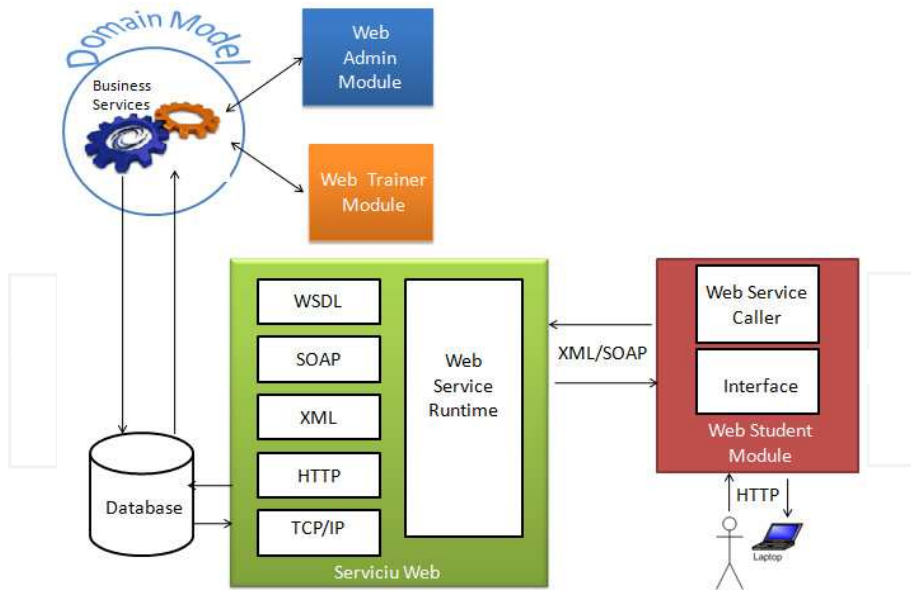 Domain Model
Business
Services
Web
Admin
Module
Web Trainer
Module
WSDL
SOAP
XML
HTTP
TCP/IP
Web
Service
Runtime
Serviciu Web
XML/SOAP
Web Service
Caller
Interface
Web Student
Module
HTTP
Laptop
Database